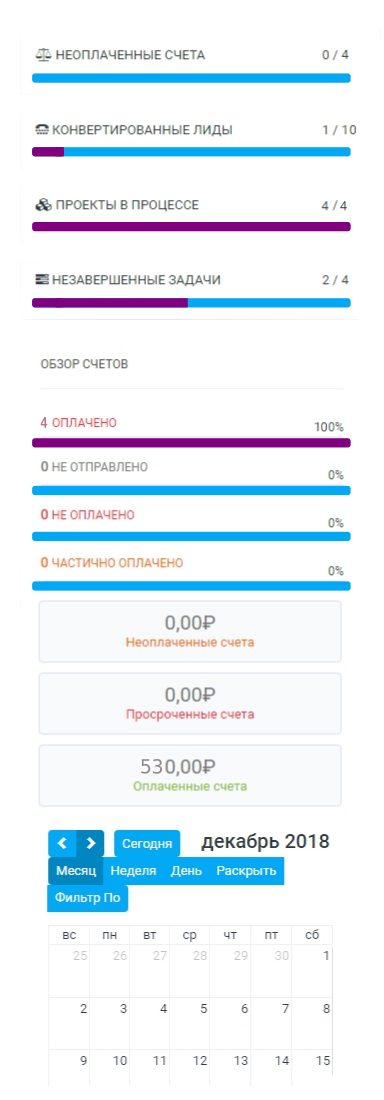 НЕОПЛАЧЕННЫЕ СЧЕТА 0 / 4
КОНВЕРТИРОВАННЫЕ ЛИДЫ 1 / 10
ПРОЕКТЫ В ПРОЦЕССЕ 4 / 4
НЕЗАВЕРШЕННЫЕ ЗАДАЧИ 2 / 4
ОБЗОР СЧЕТОВ
4 ОПЛАЧЕНО 100%
0 НЕ ОТПРАВЛЕНО 0%
0 НЕ ОПЛАЧЕНО 0%
0 ЧАСТИЧНО ОПЛАЧЕНО 0%
0,00₽
Неоплаченные счета
0,00₽
Просроченные счета
530,00₽
Оплаченные счета
Сегодня декабрь 2018
Месяц Неделя День Раскрыть
Фильтр По
вс пн вт ср чт пт сб
25 26 27 28 29 30 1
2 3 4 5 6 7 8
9 10 11 12 13 14 15